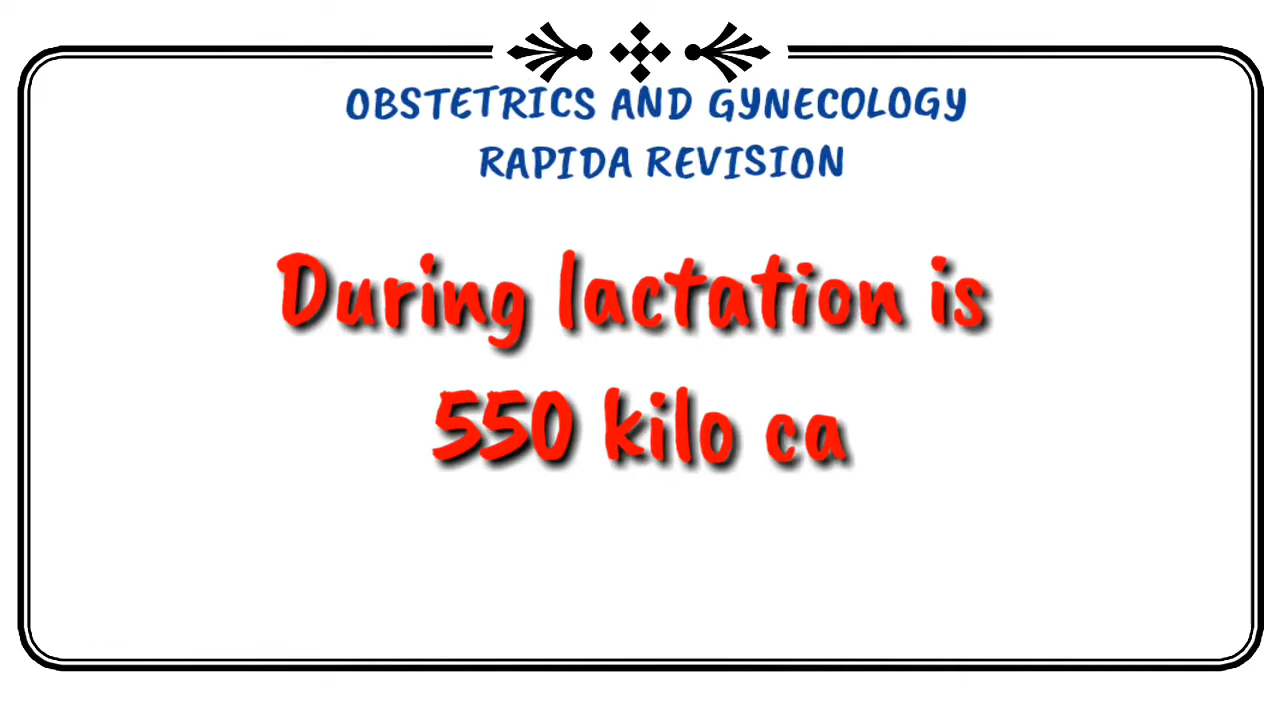 OBSTETRICS AND GYNECOLOGY
RAPIDA REVISION
During lactation is
550 kilo ca